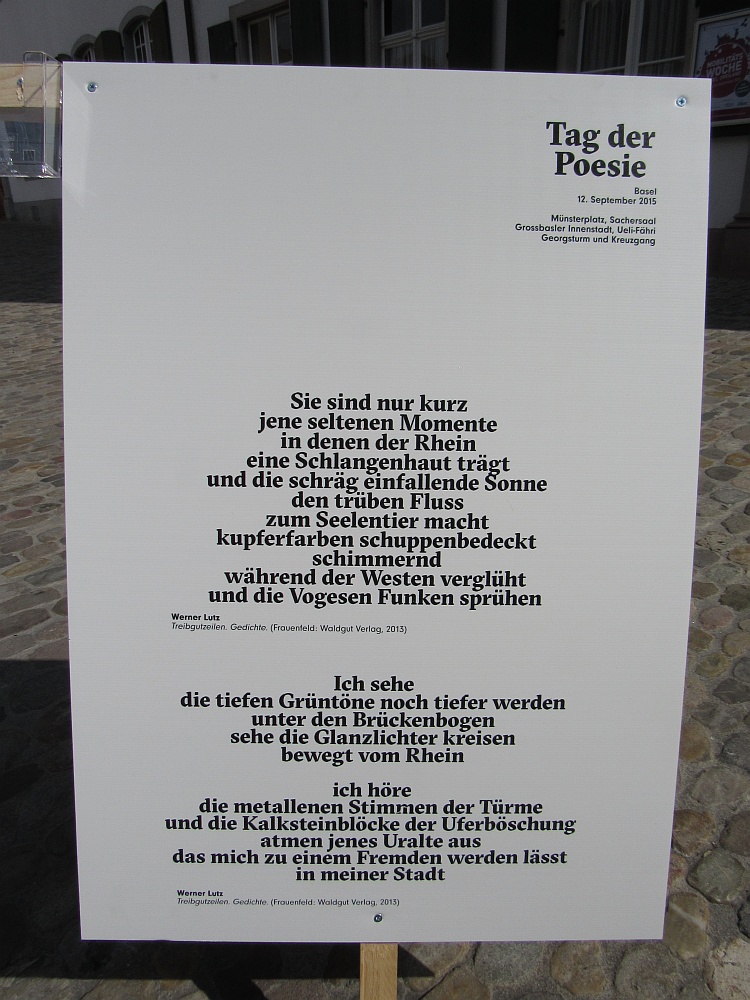 MOBILITÄTS
WOCHE
Tag der
Poesie
Basel
12. September 2015
Münsterplatz, Sachersaal
Grossbasler Innenstadt, Ueli-Fähri
Georgsturm und Kreuzgang
Sie sind nur kurz
jene seltenen Momente
in denen der Rhein
eine Schlangenhaut trägt
und die schräg einfallende Sonne
den trüben Fluss
zum Seelentier macht
kupferfarben schuppenbedeckt
schimmernd
während der Westen verglüht
und die Vogesen Funken sprühen
Werner Lutz
Treibgutzeilen. Gedichte. (Frauenfeld: Waldgut Verlag, 2013)
Ich sehe
die tiefen Grüntöne noch tiefer werden
unter den Brückenbogen
sehe die Glanzlichter kreisen
bewegt vom Rhein
ich höre
die metallenen Stimmen der Türme
und die Kalksteinblöcke der Uferböschung
atmen jenes Uralte aus
das mich zu einem Fremden werden lässt
in meiner Stadt
Werner Lutz
Treibgutzeilen. Gedichte. (Frauenfeld: Waldgut Verlag, 2013)